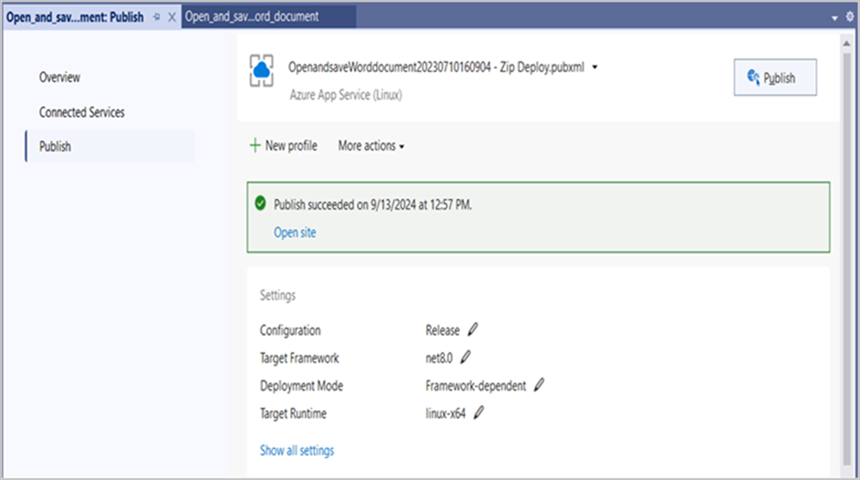 Open_and_sav...ment: Publish
Open_and_sav...ord_document
Overview
Connected Services
Publish
OpenandsaveWorddocument20230710160904 - Zip Deploy.pubxml
Azure App Service (Linux)
Publish
New profile
More actions
Publish succeeded on 9/13/2024 at 12:57 PM.
Open site
Settings
Configuration Release
Target Framework net8.0
Deployment Mode Framework-dependent
Target Runtime linux-x64
Show all settings